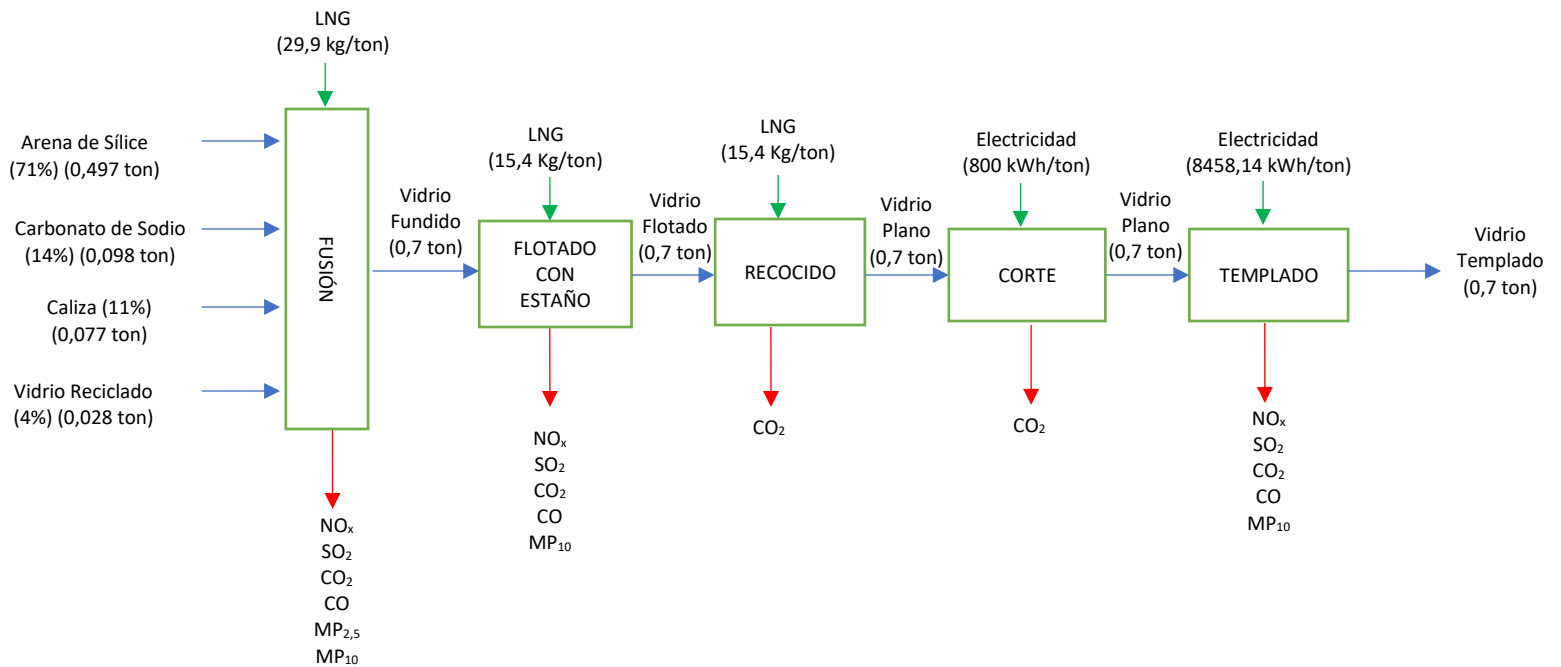 LNG
(29,9 kg/ton)
Arena de Sílice
(71%) (0,497 ton)
Carbonato de Sodio
(14%) (0,098 ton)
Caliza (11%)
(0,077 ton)
Vidrio Reciclado
(4%) (0,028 ton)
FUSIÓN
NOₓ
SO₂
CO₂
CO
MP₂,₅
MP₁₀
Vidrio
Fundido
(0,7 ton)
LNG
(15,4 Kg/ton)
FLOTADO
CON
ESTAÑO
NOₓ
SO₂
CO₂
CO
MP₁₀
Vidrio
Flotado
(0,7 ton)
LNG
(15,4 Kg/ton)
RECOCIDO
CO₂
Vidrio
Plano
(0,7 ton)
Electricidad
(800 kWh/ton)
CORTE
CO₂
Vidrio
Plano
(0,7 ton)
Electricidad
(8458,14 kWh/ton)
TEMPLADO
NOₓ
SO₂
CO₂
CO
MP₁₀
Vidrio
Templado
(0,7 ton)